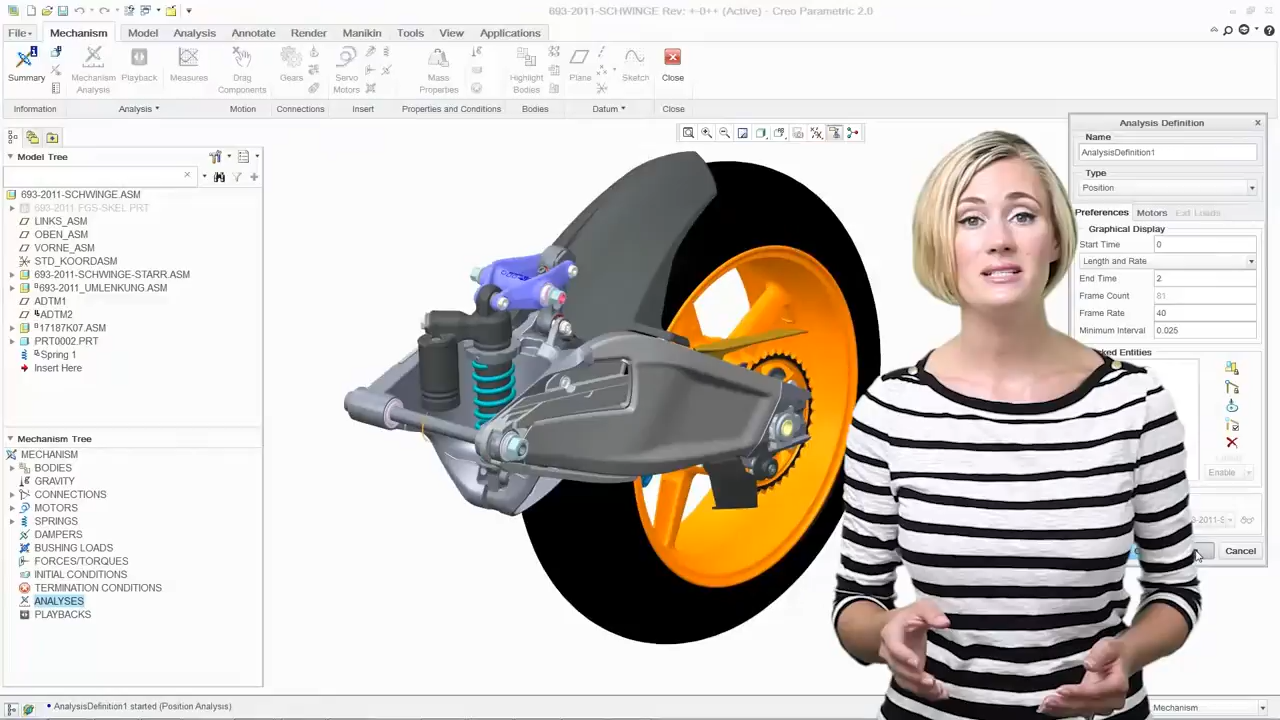 693-2011-SCHWINGE Rev: +-0++ (Active) - Creo Parametric 2.0
File Mechanism Model Analysis Annotate Render Manikin Tools View Applications
Summary Mechanism Analysis Playback Measures Drag Components Gears Servo Motors Mass Properties Highlight Bodies Plane Sketch Close
Information Analysis Motion Connections Insert Properties and Conditions Bodies Datum Close
Model Tree
693-2011-SCHWINGE.ASM
693-2011 FGS-SKEL.PRT
LINKS_ASM
OBEN_ASM
VORNE_ASM
STD_KOORDASM
693-2011-SCHWINGE-STARR.ASM
693-2011_UMLENKUNG.ASM
ADTM1
ADTM2
17187K07.ASM
PRT0002.PRT
Spring 1
Insert Here
Mechanism Tree
MECHANISM
BODIES
GRAVITY
CONNECTIONS
MOTORS
SPRINGS
DAMPERS
BUSHING LOADS
FORCES/TORQUES
INITIAL CONDITIONS
TERMINATION CONDITIONS
ANALYSES
PLAYBACKS
AnalysisDefinition1 started (Position Analysis)
Analysis Definition
Name
AnalysisDefinition1
Type
Position
Preferences Motors Ext Loads
Graphical Display
Start Time 0
Length and Rate
End Time 2
Frame Count 81
Frame Rate 40
Minimum Interval 0.025
Entities
Enable
Cancel
Mechanism